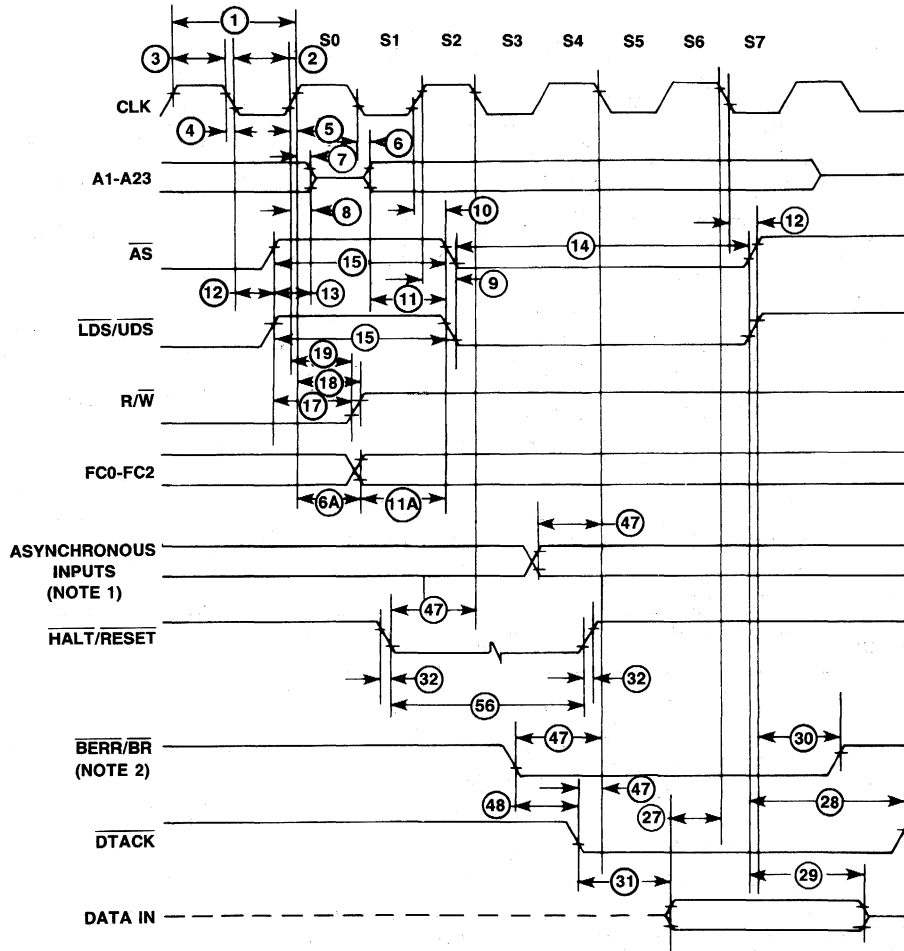 1
S0 S1 S2 S3 S4 S5 S6 S7
3 2
CLK
4 5 6
7
A1-A23
8 10 12
AS 14
15
9
12 13 11
LDS/UDS
15
19
18
R/W 17
FC0-FC2
6A 11A
47
ASYNCHRONOUS
INPUTS
(NOTE 1)
47
HALT/RESET
32 32
56
BERR/BR 47 30
(NOTE 2)
47
48 27 28
DTACK
31 29
DATA IN